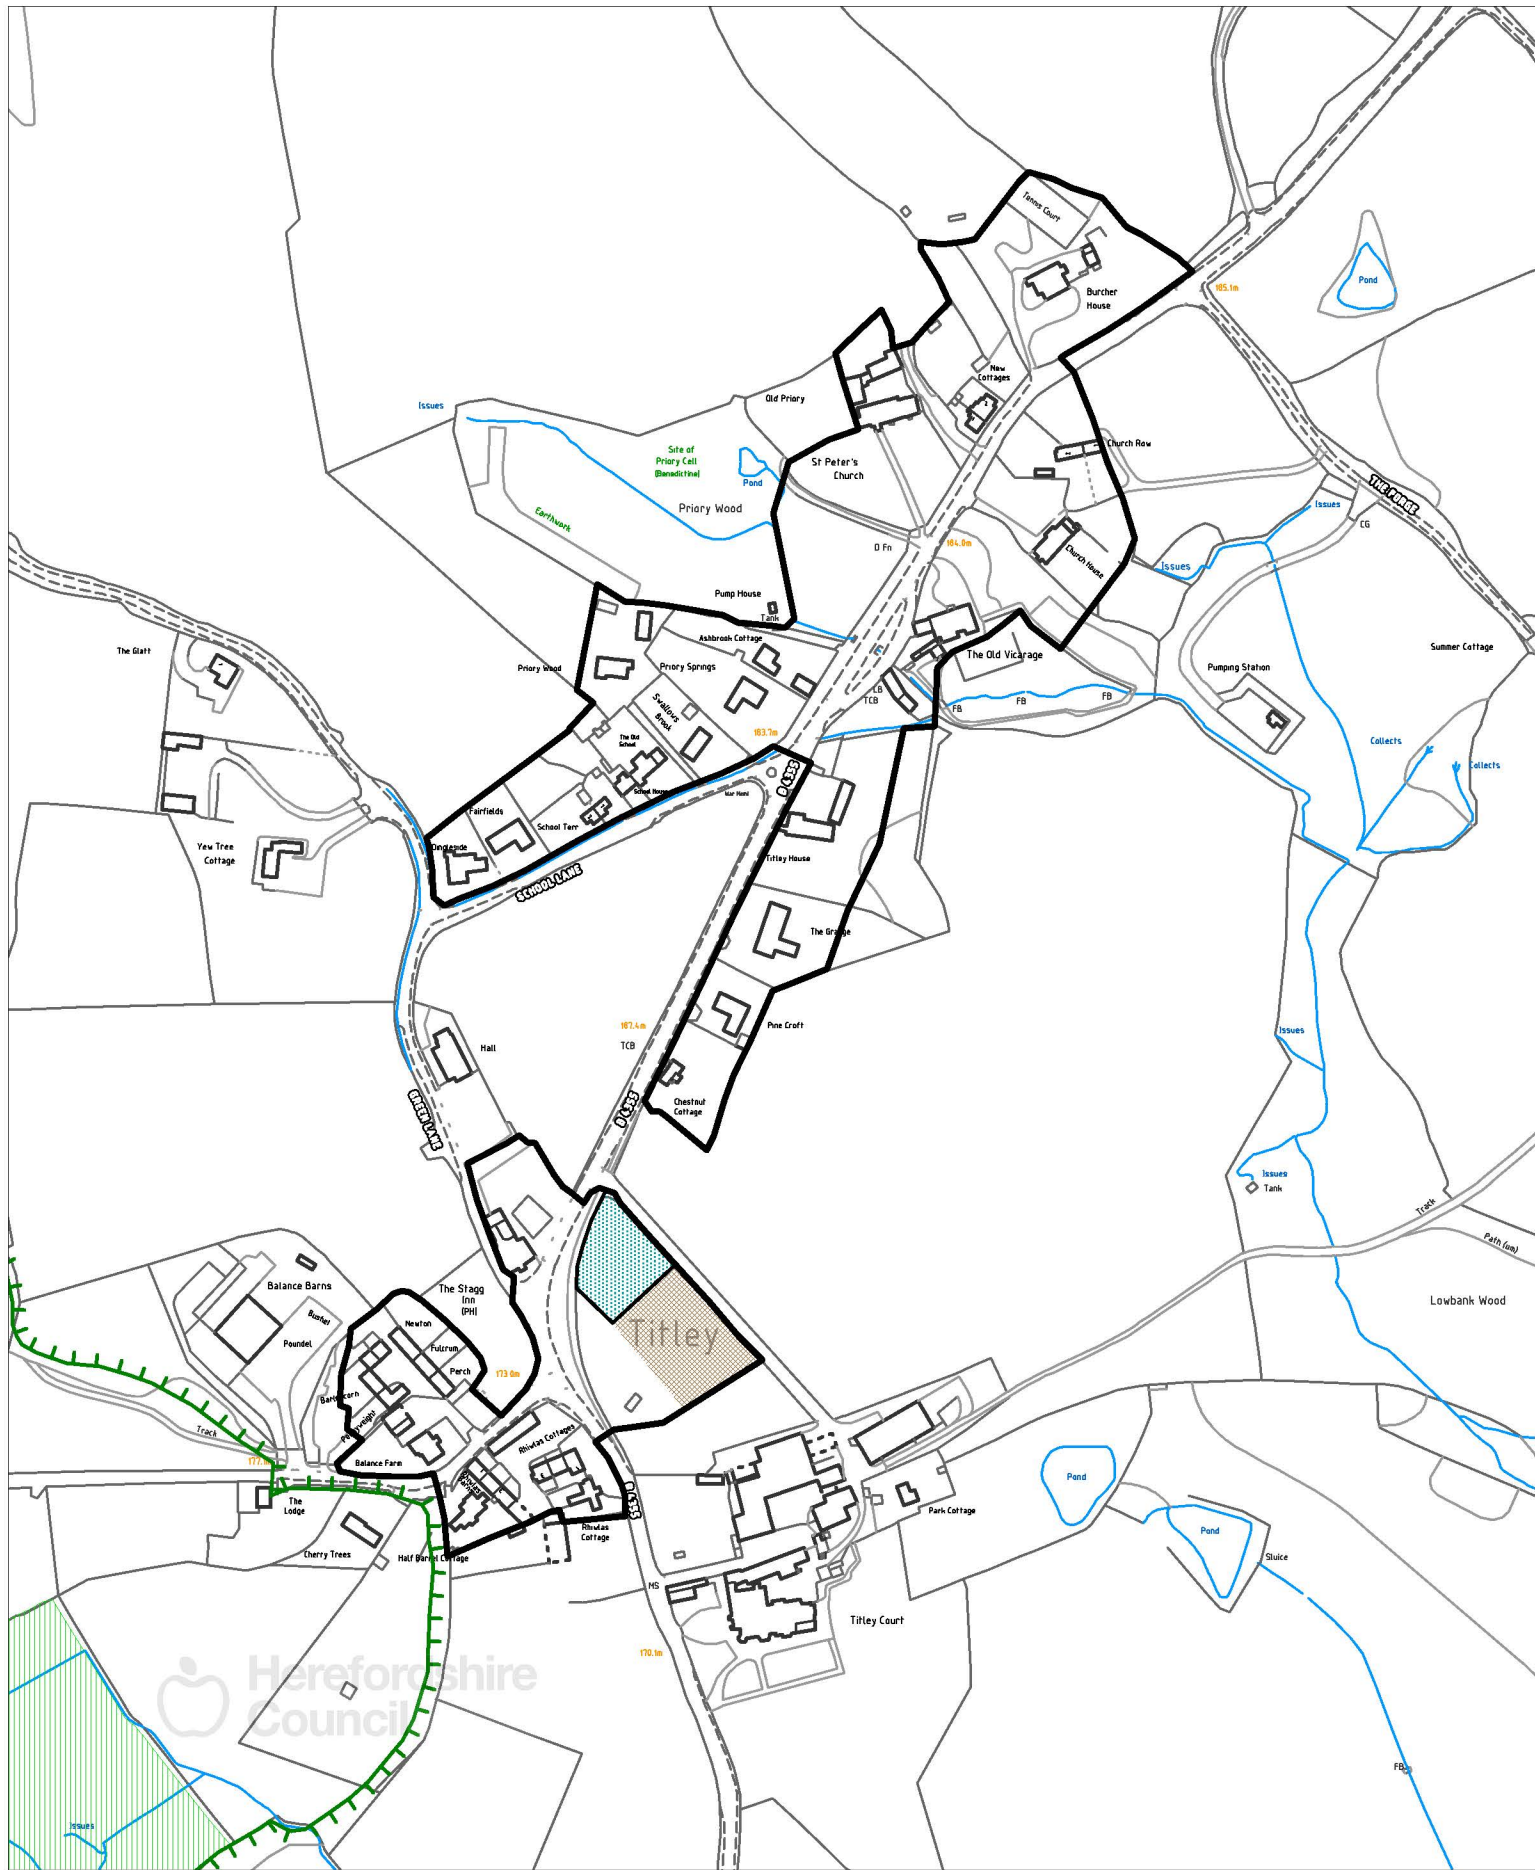 Tennis Court
Burcher
House
185.1m
Pond
New
Cottages
Old Priory
Issues
Site of
Priory Cell
(Benedictine)
Pond
Priory Wood
Earthwork
St Peter's
Church
Church Row
THE FORGE
Issues
CG
D Fn
184.0m
Church House
Issues
Pump House
Tank
Ashbrook Cottage
The Glatt
Priory Wood
Priory Springs
The Old Vicarage
Summer Cottage
Pumping Station
LB
TCB
FB
FB
FB
Swallows
Brook
The Old
School
183.7m
Collects
Collects
School House
War Meml
B 4355
Fairfields
School Terr
Dingleside
Yew Tree
Cottage
SCHOOL LANE
Titley House
The Grange
187.4m
TCB
Pine Croft
Hall
Issues
GREEN LANE
B 4355
Chestnut
Cottage
Issues
Tank
Track
Path (um)
Balance Barns
Bushel
Poundel
The Stagg
Inn
(PH)
Newton
Fulcrum
Perch
173.0m
Titley
Lowbank Wood
Barleycorn
Pennyweight
Track
177.1m
Balance Farm
Rhiwlas Cottages
Rhiwlas
Barns
B 4355
The
Lodge
Cherry Trees
Half Barrel Cottage
Rhiwlas
Cottage
Park Cottage
Pond
Pond
Sluice
MS
Titley Court
170.1m
Herefordshire
Council
Issues
FB